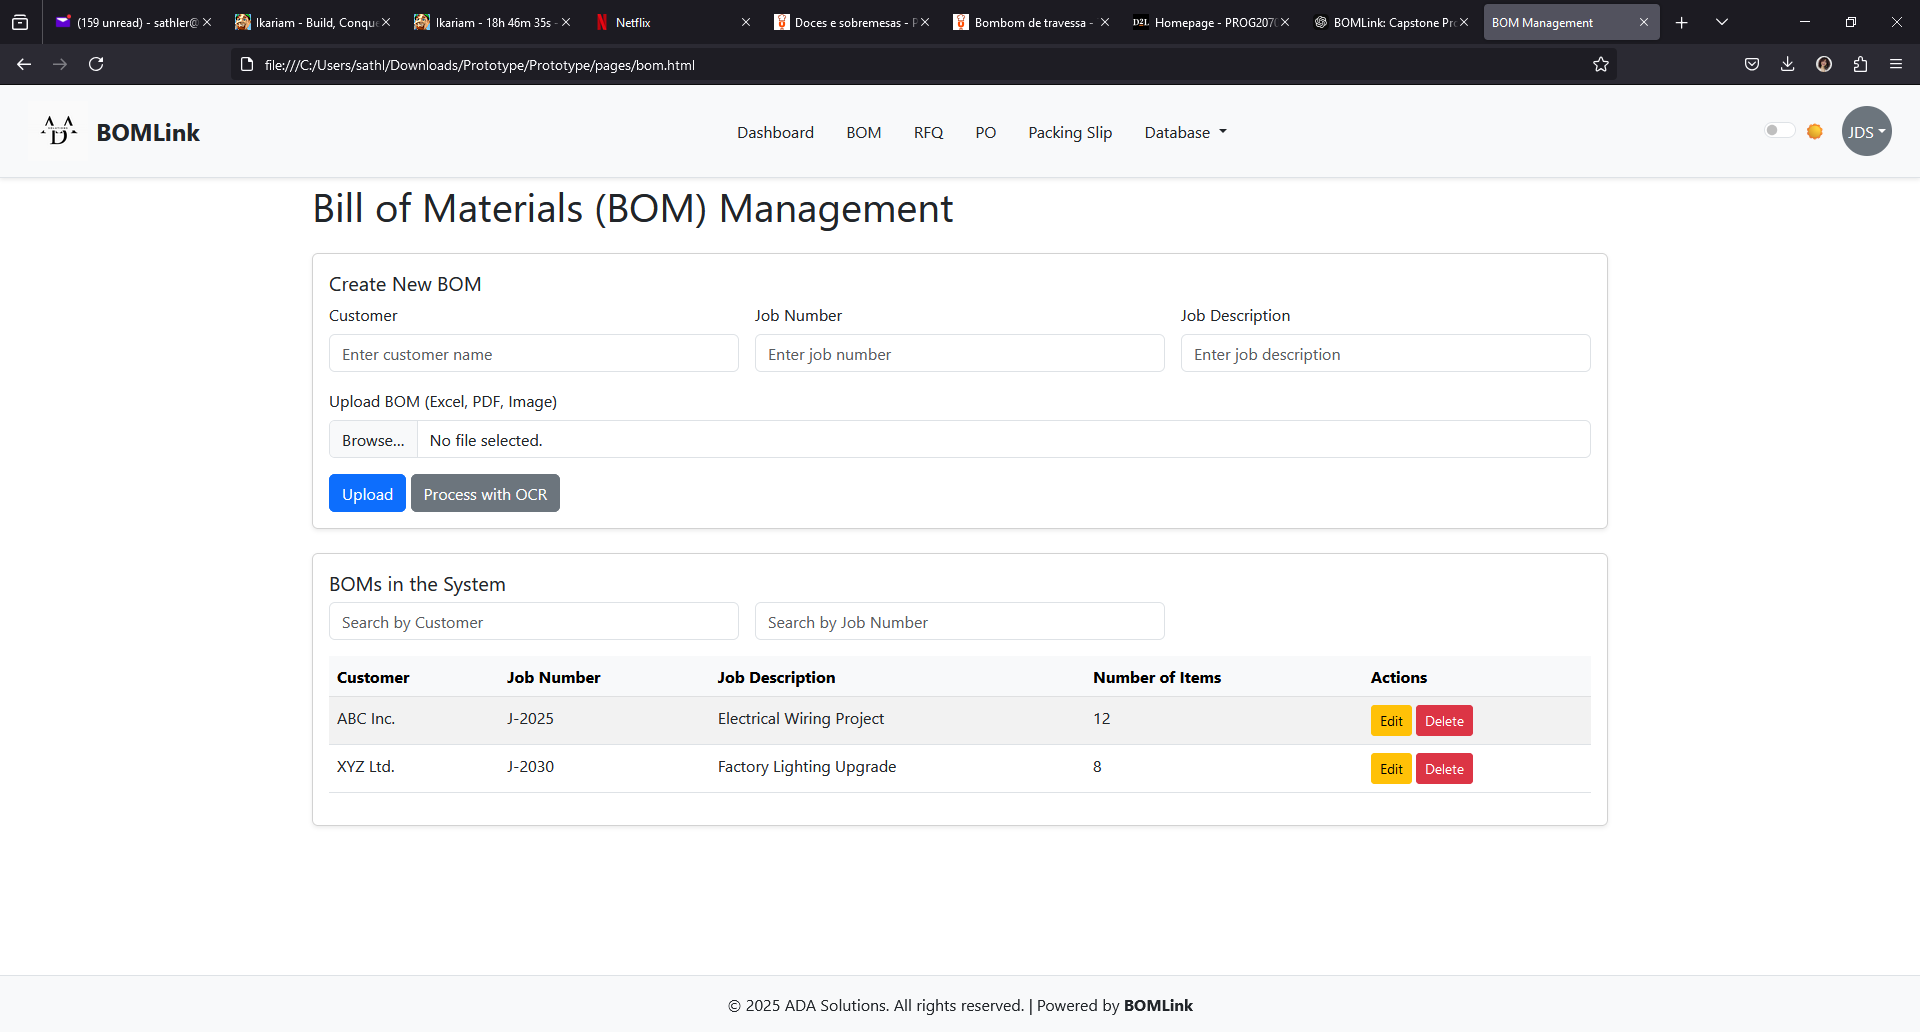 (159 unread) - sathler@
Ikariam - Build, Conque
Ikariam - 18h 46m 35s -
Netflix
Doces e sobremesas - P
Bombom de travessa -
D2L Homepage - PROG2070
BOMLink: Capstone Pr
BOM Management
file:///C:/Users/sathl/Downloads/Prototype/Prototype/pages/bom.html
BOMLink
Dashboard
BOM
RFQ
PO
Packing Slip
Database
JDS
Bill of Materials (BOM) Management
Create New BOM
Customer
Job Number
Job Description
Enter customer name
Enter job number
Enter job description
Upload BOM (Excel, PDF, Image)
Browse...
No file selected.
Upload
Process with OCR
BOMs in the System
Search by Customer
Search by Job Number
Customer
Job Number
Job Description
Number of Items
Actions
ABC Inc.
J-2025
Electrical Wiring Project
12
Edit
Delete
XYZ Ltd.
J-2030
Factory Lighting Upgrade
8
Edit
Delete
© 2025 ADA Solutions. All rights reserved. | Powered by BOMLink